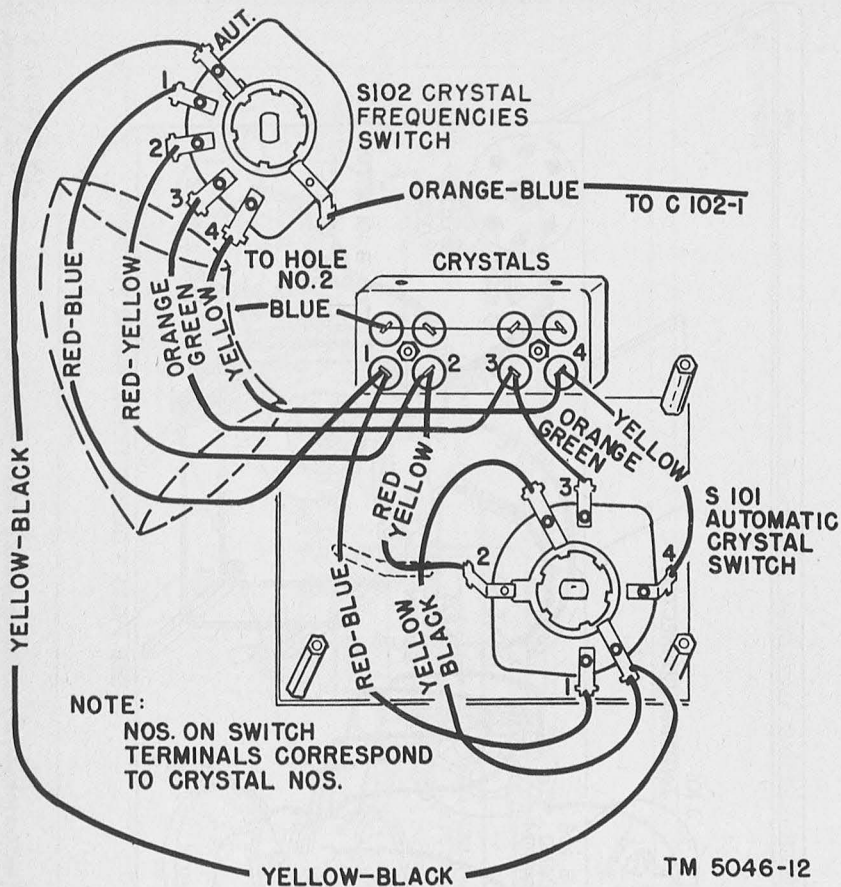 AUT.
1
2
3
4
S102 CRYSTAL
FREQUENCIES
SWITCH
ORANGE-BLUE
TO C 102-1
TO HOLE
NO.2
BLUE
CRYSTALS
1
2
3
4
RED-BLUE
RED-YELLOW
ORANGE
GREEN
YELLOW
YELLOW-BLACK
RED
YELLOW
ORANGE
GREEN
YELLOW
3
2
4
1
S 101
AUTOMATIC
CRYSTAL
SWITCH
RED-BLUE
YELLOW
BLACK
NOTE:
NOS. ON SWITCH
TERMINALS CORRESPOND
TO CRYSTAL NOS.
YELLOW-BLACK
TM 5046-12